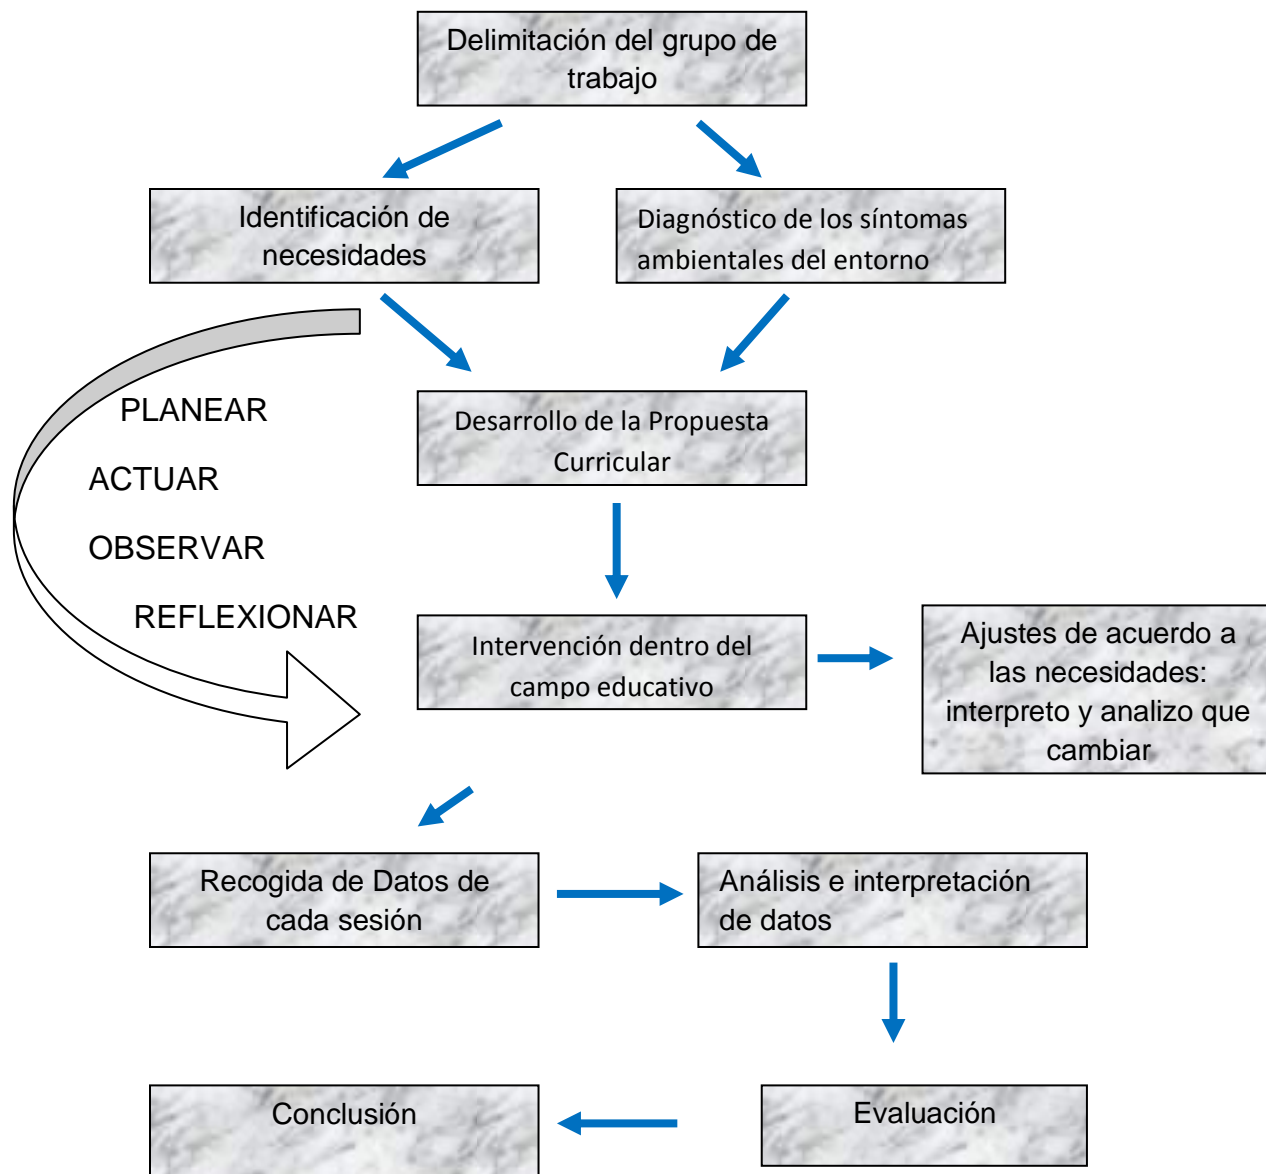 Delimitación del grupo de
trabajo
Identificación de
necesidades
Diagnóstico de los síntomas
ambientales del entorno
PLANEAR
ACTUAR
OBSERVAR
REFLEXIONAR
Desarrollo de la Propuesta
Curricular
Intervención dentro del
campo educativo
Ajustes de acuerdo a
las necesidades:
interpreto y analizo que
cambiar
Recogida de Datos de
cada sesión
Análisis e interpretación
de datos
Conclusión
Evaluación